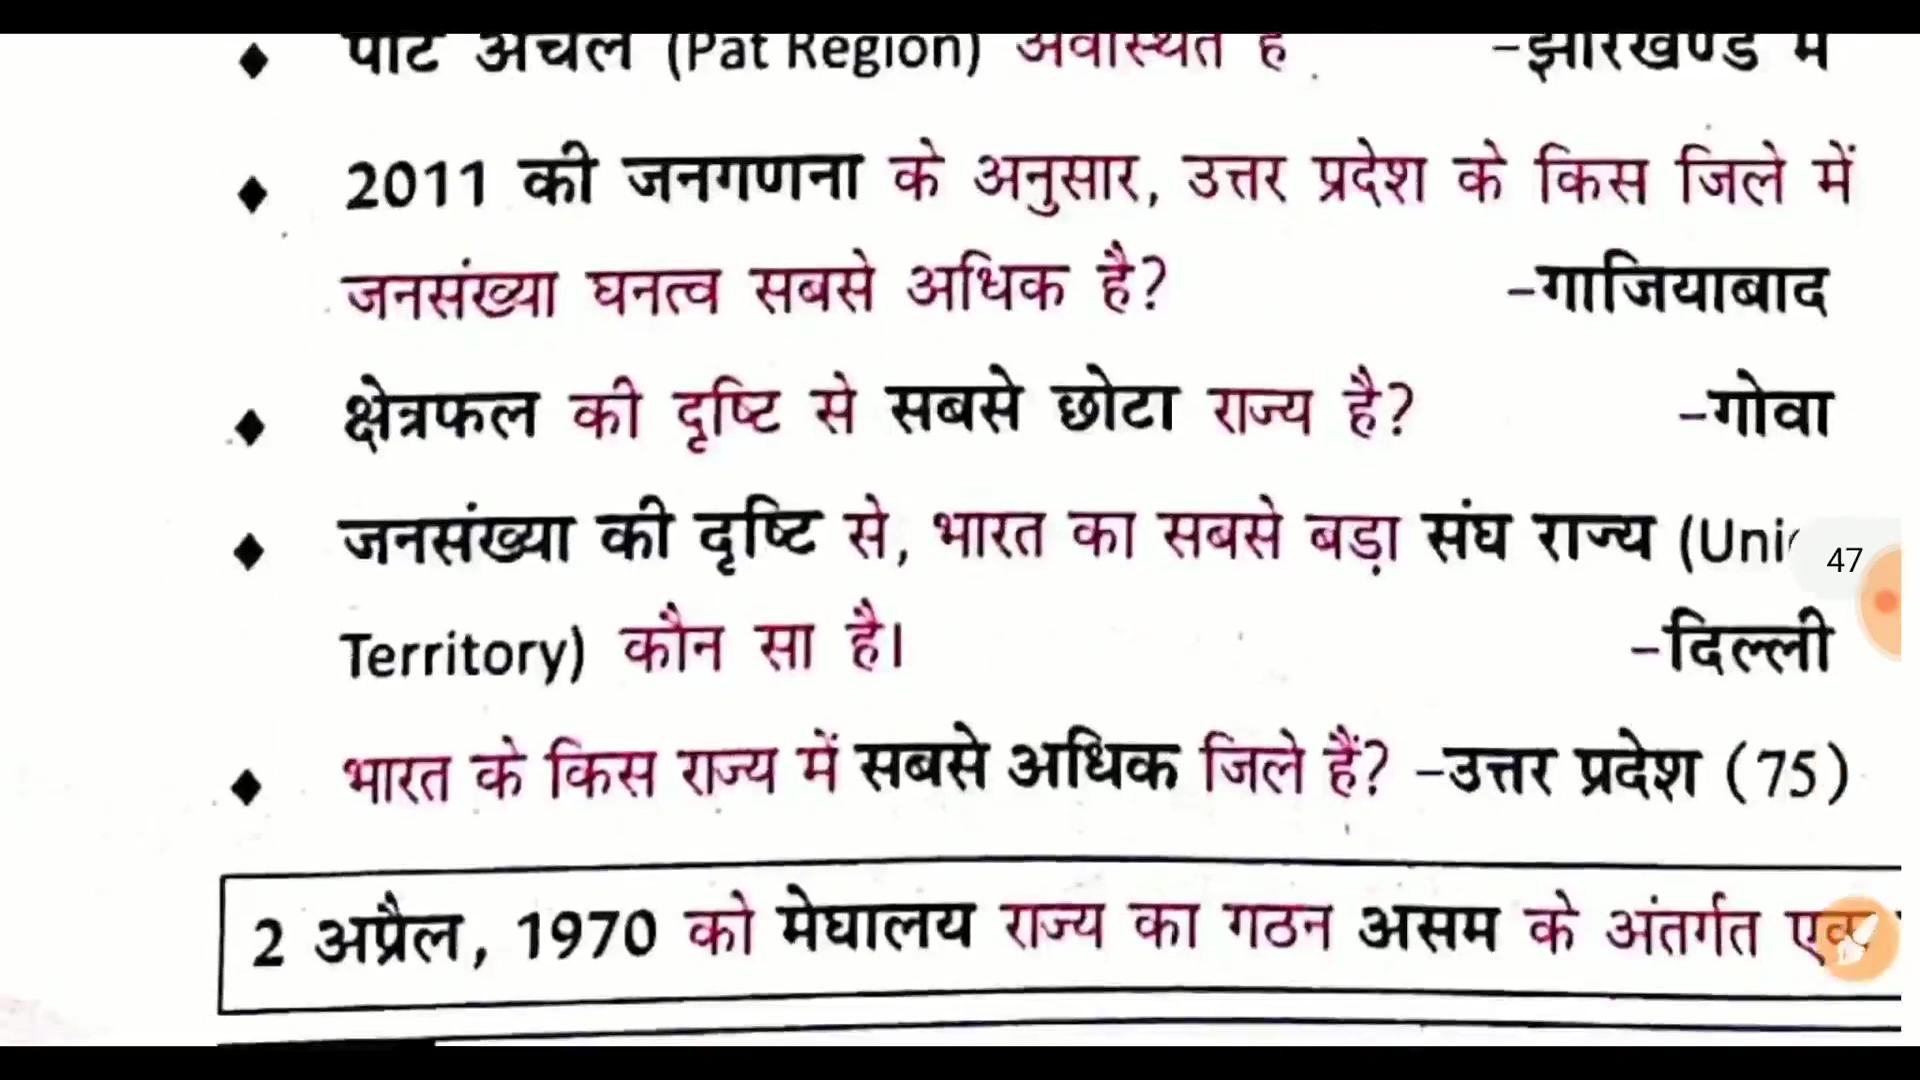 ♦ पाट अंचल (Pat Region) अवस्थित है –झारखण्ड में
♦ 2011 की जनगणना के अनुसार, उत्तर प्रदेश के किस जिले में
जनसंख्या घनत्व सबसे अधिक है? –गाजियाबाद
♦ क्षेत्रफल की दृष्टि से सबसे छोटा राज्य है? –गोवा
♦ जनसंख्या की दृष्टि से, भारत का सबसे बड़ा संघ राज्य (Uni
47
Territory) कौन सा है। –दिल्ली
♦ भारत के किस राज्य में सबसे अधिक जिले हैं? –उत्तर प्रदेश (75)
2 अप्रैल, 1970 को मेघालय राज्य का गठन असम के अंतर्गत